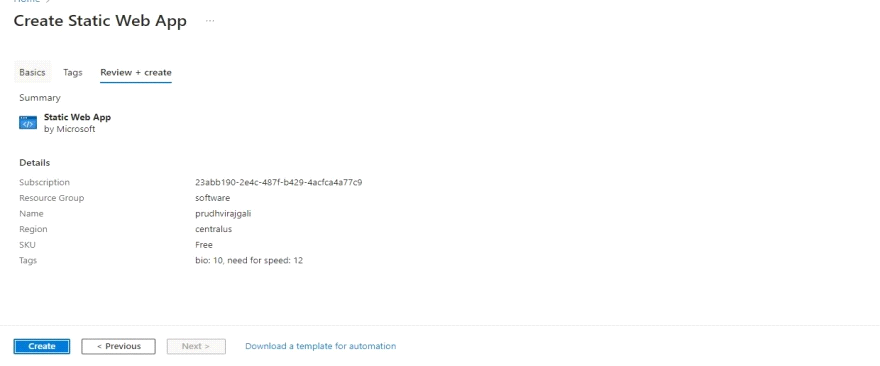 Home >
Create Static Web App ...
Basics Tags Review + create
Summary
</>
Static Web App
by Microsoft
Details
Subscription 23abb190-2e4c-487f-b429-4acfca4a77c9
Resource Group software
Name prudhvirajgali
Region centralus
SKU Free
Tags bio: 10, need for speed: 12
Create < Previous Next > Download a template for automation